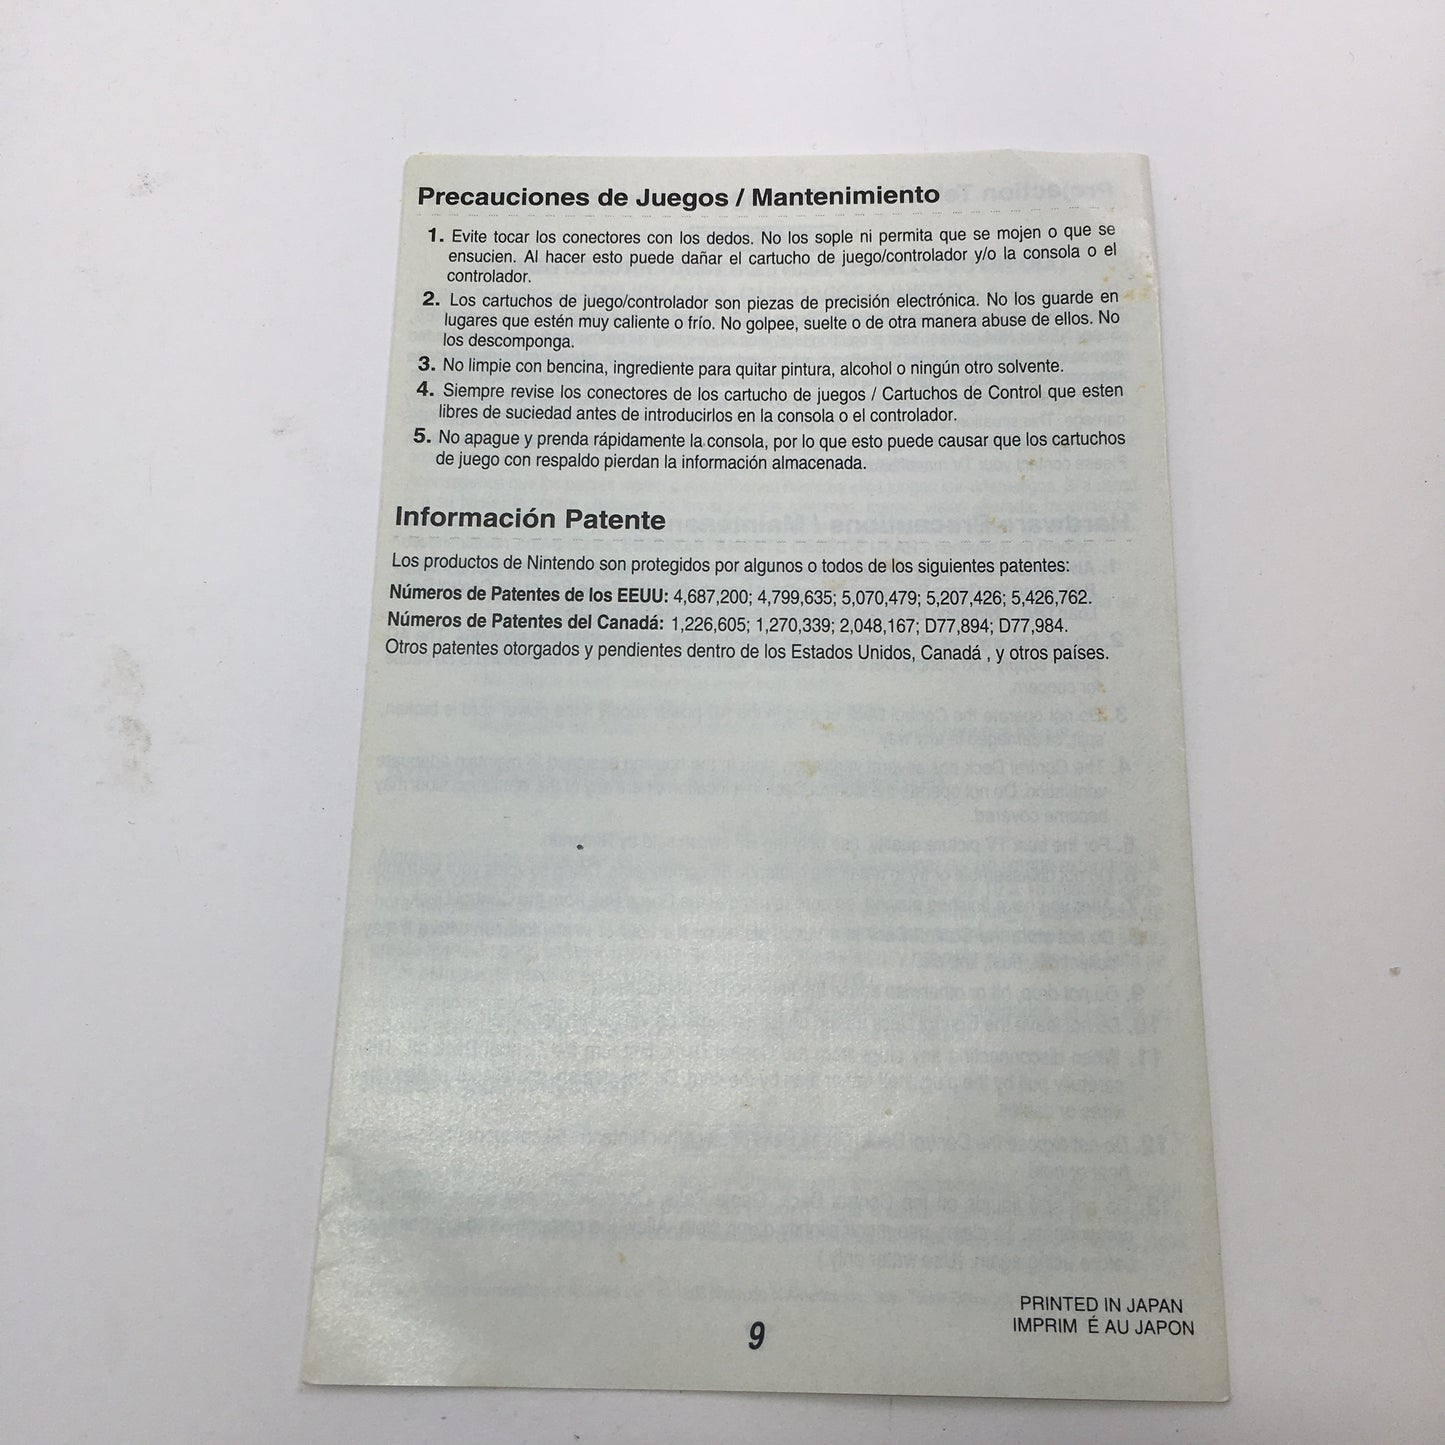 Precauciones de Juegos / Mantenimiento
1. Evite tocar los conectores con los dedos. No los sople ni permita que se mojen o que se
ensucien. Al hacer esto puede dañar el cartucho de juego/controlador y/o la consola o el
controlador.
2. Los cartuchos de juego/controlador son piezas de precisión electrónica. No los guarde en
lugares que estén muy caliente o frío. No golpee, suelte o de otra manera abuse de ellos. No
los descomponga.
3. No limpie con bencina, ingrediente para quitar pintura, alcohol o ningún otro solvente.
4. Siempre revise los conectores de los cartucho de juegos / Cartuchos de Control que esten
libres de suciedad antes de introducirlos en la consola o el controlador.
5. No apague y prenda rápidamente la consola, por lo que esto puede causar que los cartuchos
de juego con respaldo pierdan la información almacenada.
Información Patente
Los productos de Nintendo son protegidos por algunos o todos de los siguientes patentes:
Números de Patentes de los EEUU: 4,687,200; 4,799,635; 5,070,479; 5,207,426; 5,426,762.
Números de Patentes del Canadá: 1,226,605; 1,270,339; 2,048,167; D77,894; D77,984.
Otros patentes otorgados y pendientes dentro de los Estados Unidos, Canadá , y otros países.
PRINTED IN JAPAN
IMPRIM É AU JAPON
9